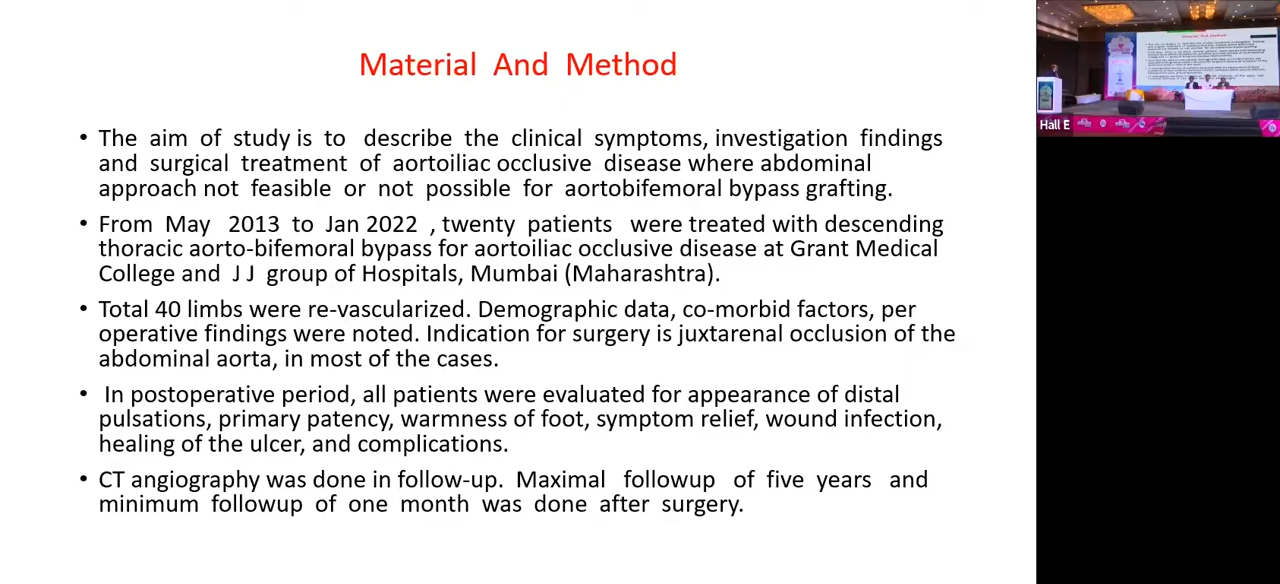 Material And Method
• The aim of study is to describe the clinical symptoms, investigation findings
and surgical treatment of aortoiliac occlusive disease where abdominal
approach not feasible or not possible for aortobifemoral bypass grafting.
• From May 2013 to Jan 2022 , twenty patients were treated with descending
thoracic aorto-bifemoral bypass for aortoiliac occlusive disease at Grant Medical
College and J J group of Hospitals, Mumbai (Maharashtra).
• Total 40 limbs were re-vascularized. Demographic data, co-morbid factors, per
operative findings were noted. Indication for surgery is juxtarenal occlusion of the
abdominal aorta, in most of the cases.
• In postoperative period, all patients were evaluated for appearance of distal
pulsations, primary patency, warmness of foot, symptom relief, wound infection,
healing of the ulcer, and complications.
• CT angiography was done in follow-up. Maximal followup of five years and
minimum followup of one month was done after surgery.
Material And Method
Hall E